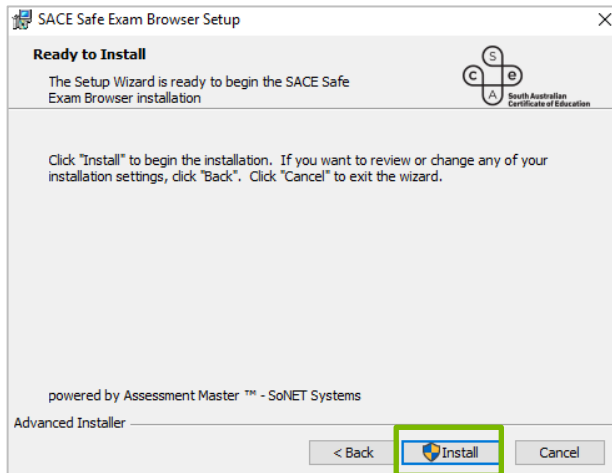 SACE Safe Exam Browser Setup
Ready to Install
The Setup Wizard is ready to begin the SACE Safe
Exam Browser installation
S
C e
A
South Australian
Certificate of Education
Click "Install" to begin the installation.  If you want to review or change any of your
installation settings, click "Back".  Click "Cancel" to exit the wizard.
powered by Assessment Master ™ - SoNET Systems
Advanced Installer
< Back Install Cancel